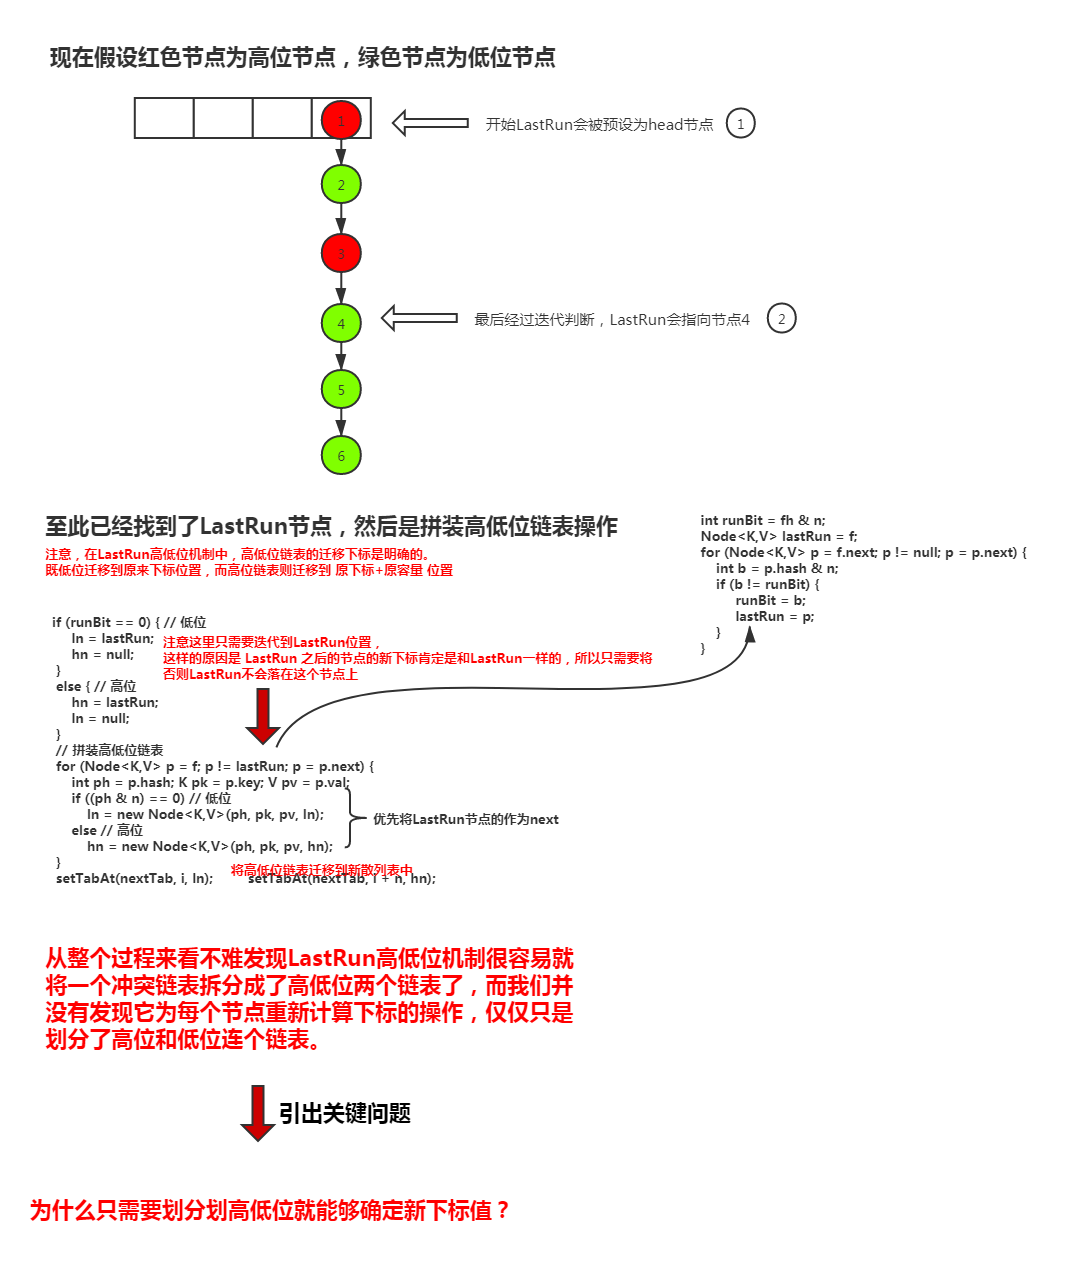 现在假设红色节点为高位节点，绿色节点为低位节点
1
开始LastRun会被预设为head节点
1
2
3
4
最后经过迭代判断，LastRun会指向节点4
2
5
6
至此已经找到了LastRun节点，然后是拼装高低位链表操作
注意，在LastRun高低位机制中，高低位链表的迁移下标是明确的。
既低位迁移到原来下标位置，而高位链表则迁移到 原下标+原容量 位置
int runBit = fh & n;
Node<K,V> lastRun = f;
for (Node<K,V> p = f.next; p != null; p = p.next) {
int b = p.hash & n;
if (b != runBit) {
runBit = b;
lastRun = p;
}
}
if (runBit == 0) { // 低位
ln = lastRun;
hn = null;
}
else { // 高位
hn = lastRun;
ln = null;
}
注意这里只需要迭代到LastRun位置，
这样的原因是 LastRun 之后的节点的新下标肯定是和LastRun一样的，所以只需要将
否则LastRun不会落在这个节点上
// 拼装高低位链表
for (Node<K,V> p = f; p != lastRun; p = p.next) {
int ph = p.hash; K pk = p.key; V pv = p.val;
if ((ph & n) == 0) // 低位
ln = new Node<K,V>(ph, pk, pv, ln);
else // 高位
hn = new Node<K,V>(ph, pk, pv, hn);
}
优先将LastRun节点的作为next
将高低位链表迁移到新散列表中
setTabAt(nextTab, i, ln); setTabAt(nextTab, i + n, hn);
从整个过程来看不难发现LastRun高低位机制很容易就
将一个冲突链表拆分成了高低位两个链表了，而我们并
没有发现它为每个节点重新计算下标的操作，仅仅只是
划分了高位和低位连个链表。
引出关键问题
为什么只需要划分划高低位就能够确定新下标值？